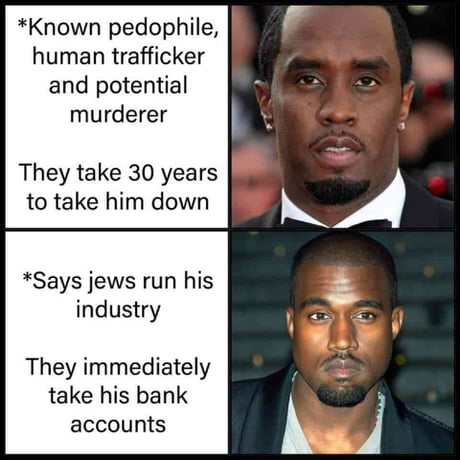 *Known pedophile,
human trafficker
and potential
murderer
They take 30 years
to take him down
*Says jews run his
industry
They immediately
take his bank
accounts